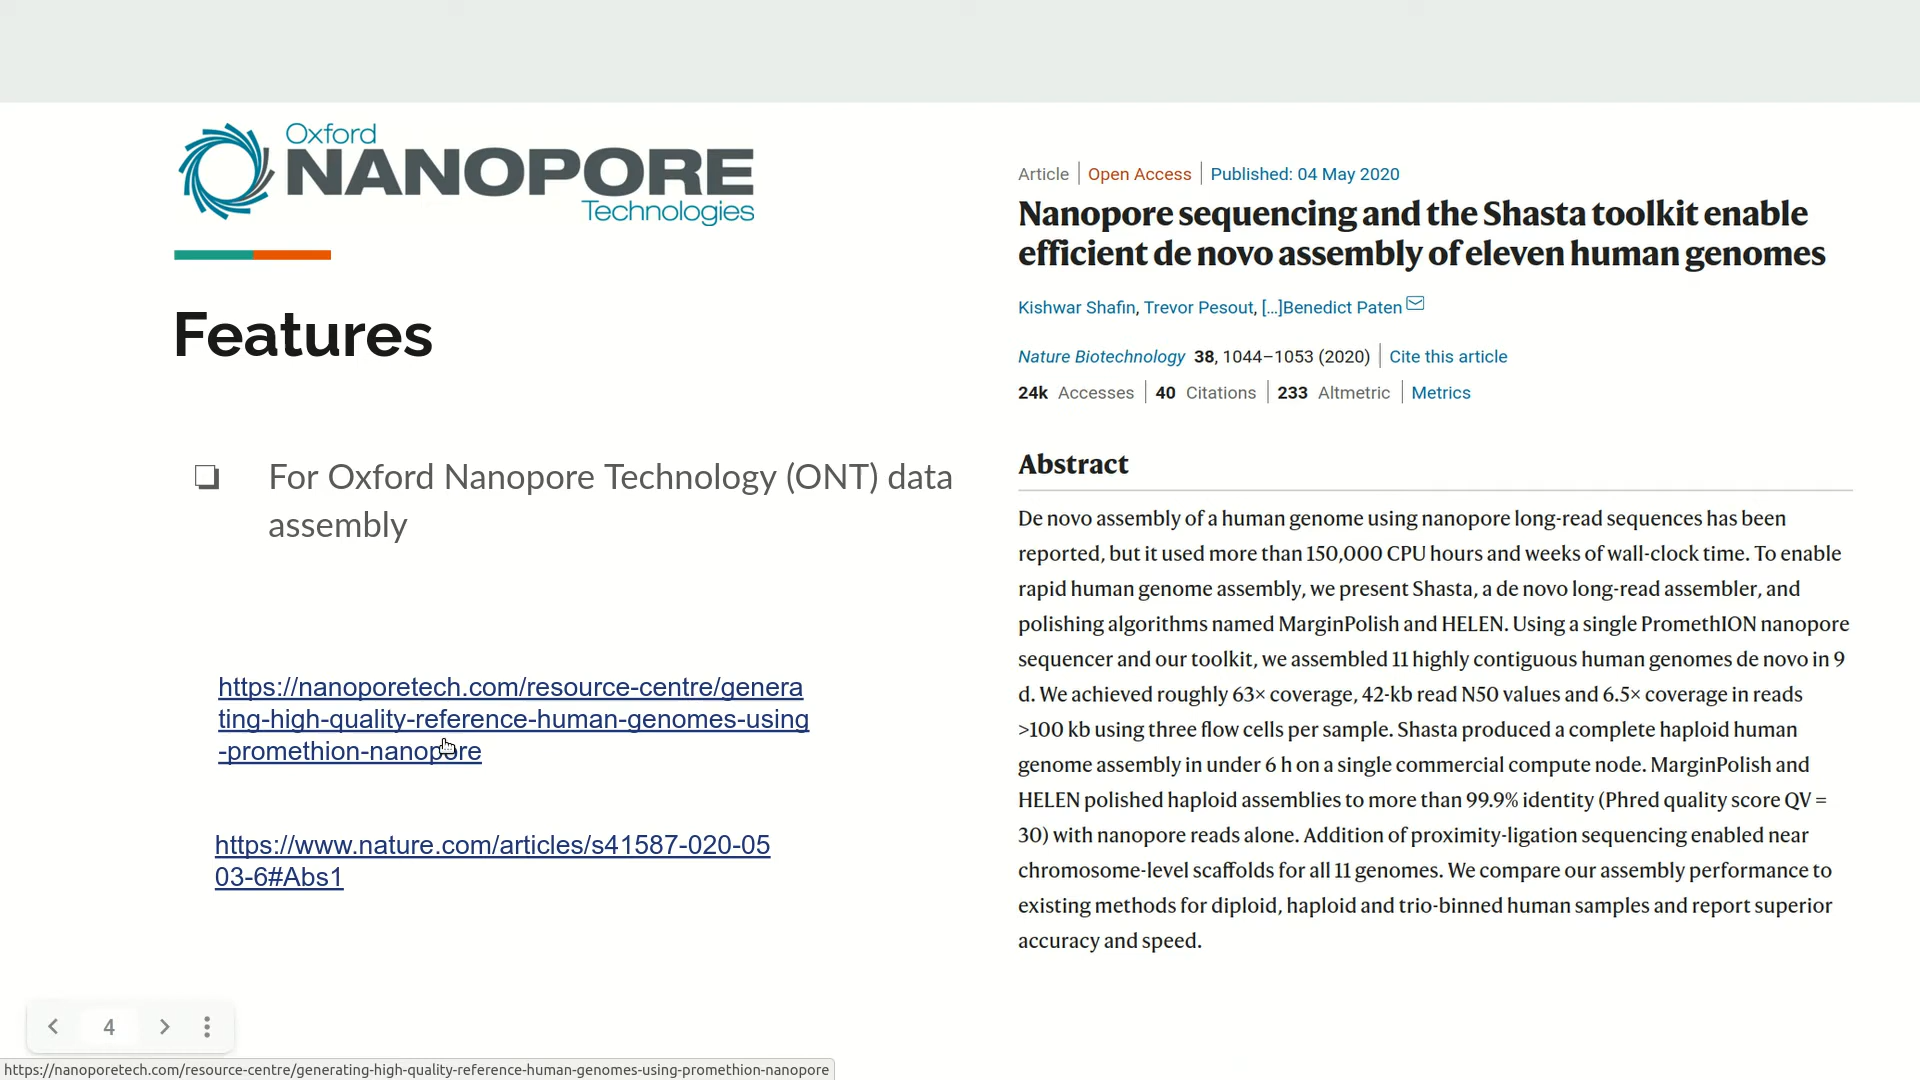 Oxford
NANOPORE
Technologies
Features
❏ For Oxford Nanopore Technology (ONT) data
assembly
https://nanoporetech.com/resource-centre/genera
ting-high-quality-reference-human-genomes-using
-promethion-nanopore
https://www.nature.com/articles/s41587-020-05
03-6#Abs1
Article | Open Access | Published: 04 May 2020
Nanopore sequencing and the Shasta toolkit enable
efficient de novo assembly of eleven human genomes
Kishwar Shafin, Trevor Pesout, […]Benedict Paten
Nature Biotechnology 38, 1044–1053 (2020) | Cite this article
24k Accesses | 40 Citations | 233 Altmetric | Metrics
Abstract
De novo assembly of a human genome using nanopore long-read sequences has been
reported, but it used more than 150,000 CPU hours and weeks of wall-clock time. To enable
rapid human genome assembly, we present Shasta, a de novo long-read assembler, and
polishing algorithms named MarginPolish and HELEN. Using a single PromethION nanopore
sequencer and our toolkit, we assembled 11 highly contiguous human genomes de novo in 9
d. We achieved roughly 63× coverage, 42-kb read N50 values and 6.5× coverage in reads
>100 kb using three flow cells per sample. Shasta produced a complete haploid human
genome assembly in under 6 h on a single commercial compute node. MarginPolish and
HELEN polished haploid assemblies to more than 99.9% identity (Phred quality score QV =
30) with nanopore reads alone. Addition of proximity-ligation sequencing enabled near
chromosome-level scaffolds for all 11 genomes. We compare our assembly performance to
existing methods for diploid, haploid and trio-binned human samples and report superior
accuracy and speed.
4
https://nanoporetech.com/resource-centre/generating-high-quality-reference-human-genomes-using-promethion-nanopore